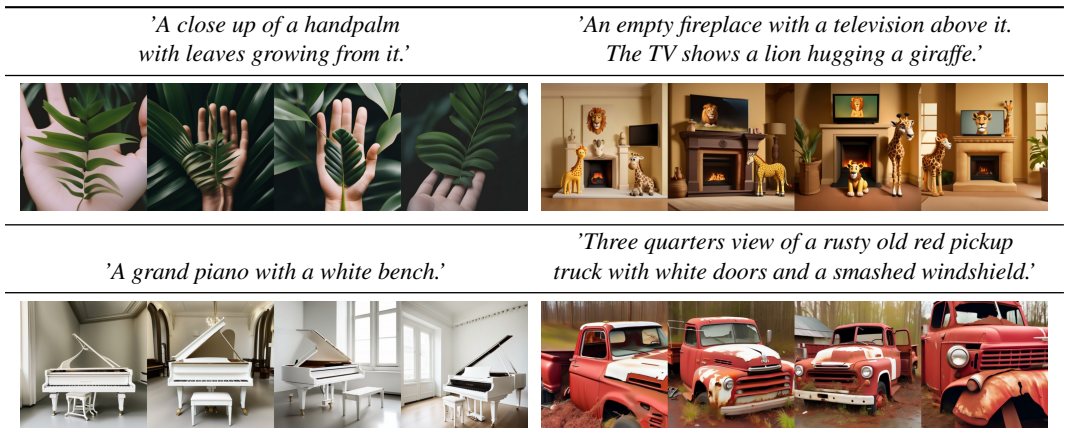 'A close up of a handpalm
with leaves growing from it.'
'An empty fireplace with a television above it.
The TV shows a lion hugging a giraffe.'
'A grand piano with a white bench.'
'Three quarters view of a rusty old red pickup
truck with white doors and a smashed windshield.'